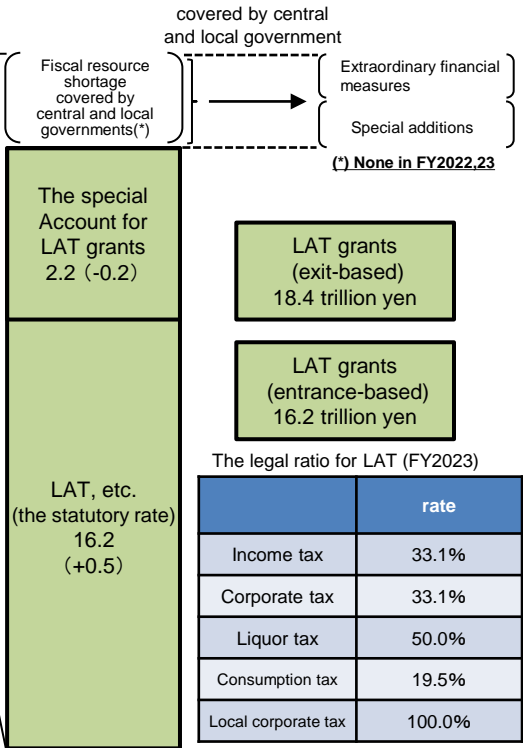 covered by central
and local government
Fiscal resource
shortage
covered by
central and local
governments(*)
Extraordinary financial
measures
Special additions
(*) None in FY2022,23
The special
Account for
LAT grants
2.2（-0.2）
LAT grants
(exit-based)
18.4 trillion yen
LAT grants
(entrance-based)
16.2 trillion yen
LAT, etc.
(the statutory rate)
16.2
（+0.5）
The legal ratio for LAT (FY2023)
rate
Income tax 33.1%
Corporate tax 33.1%
Liquor tax 50.0%
Consumption tax 19.5%
Local corporate tax 100.0%